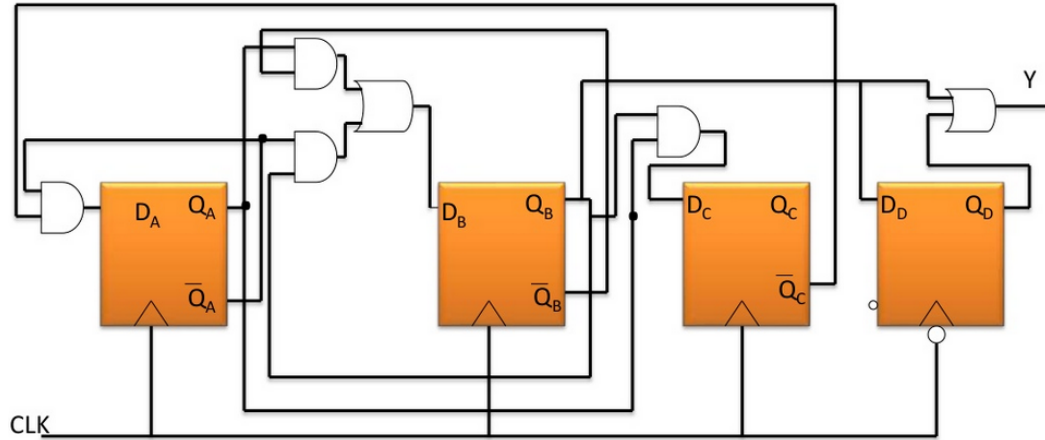 Y
D_A Q_A
Q̅_A
D_B Q_B
Q̅_B
D_C Q_C
Q̅_C
D_D Q_D
CLK